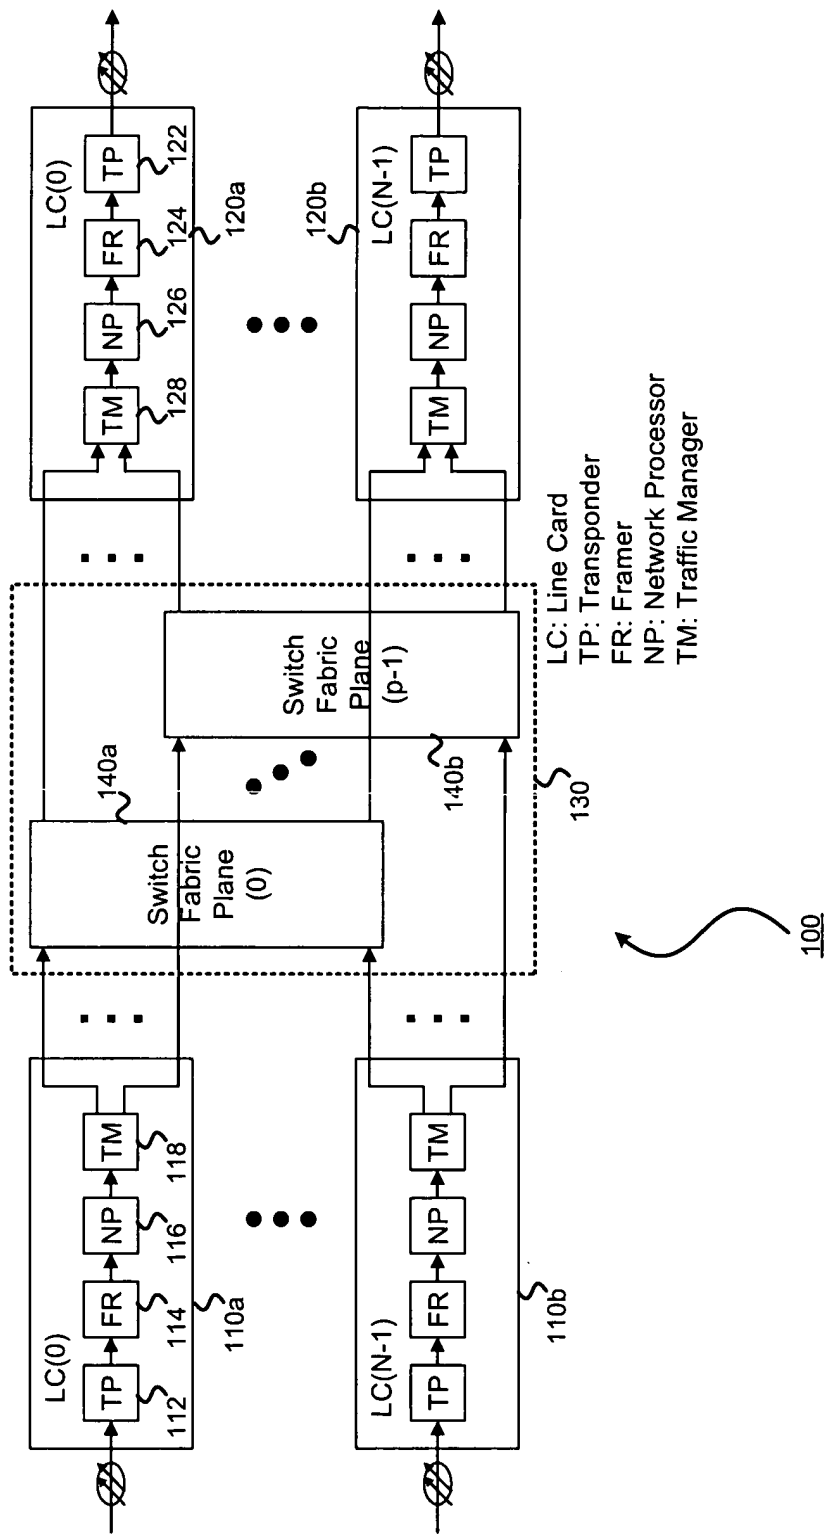 LC(0)
TP
FR
NP
TM
112
114
116
118
110a
LC(N-1)
TP
FR
NP
TM
110b
Switch
Fabric
Plane
(0)
140a
Switch
Fabric
Plane
(p-1)
140b
130
LC(0)
TM
NP
FR
TP
128
126
124
122
120a
120b
LC(N-1)
TM
NP
FR
TP
LC: Line Card
TP: Transponder
FR: Framer
NP: Network Processor
TM: Traffic Manager
100